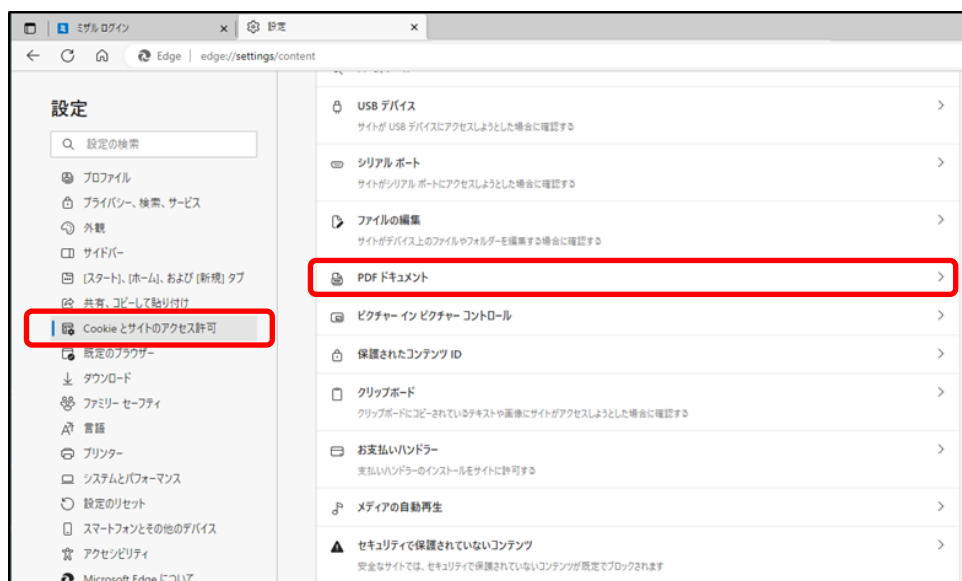 ミザル ログイン
設定
Edge
edge://settings/content
設定
設定の検索
プロファイル
プライバシー、検索、サービス
外観
サイドバー
[スタート]、[ホーム]、および [新規] タブ
共有、コピーして貼り付け
Cookie とサイトのアクセス許可
既定のブラウザー
ダウンロード
ファミリー セーフティ
言語
プリンター
システムとパフォーマンス
設定のリセット
スマートフォンとその他のデバイス
アクセシビリティ
Microsoft Edge について
USB デバイス
サイトが USB デバイスにアクセスしようとした場合に確認する
シリアル ポート
サイトがシリアル ポートにアクセスしようとした場合に確認する
ファイルの編集
サイトがデバイス上のファイルやフォルダーを編集する場合に確認する
PDF ドキュメント
ピクチャー イン ピクチャー コントロール
保護されたコンテンツ ID
クリップボード
クリップボードにコピーされているテキストや画像にサイトがアクセスしようとした場合に確認する
お支払いハンドラー
支払いハンドラーのインストールをサイトに許可する
メディアの自動再生
セキュリティで保護されていないコンテンツ
安全なサイトでは、セキュリティで保護されていないコンテンツが既定でブロックされます